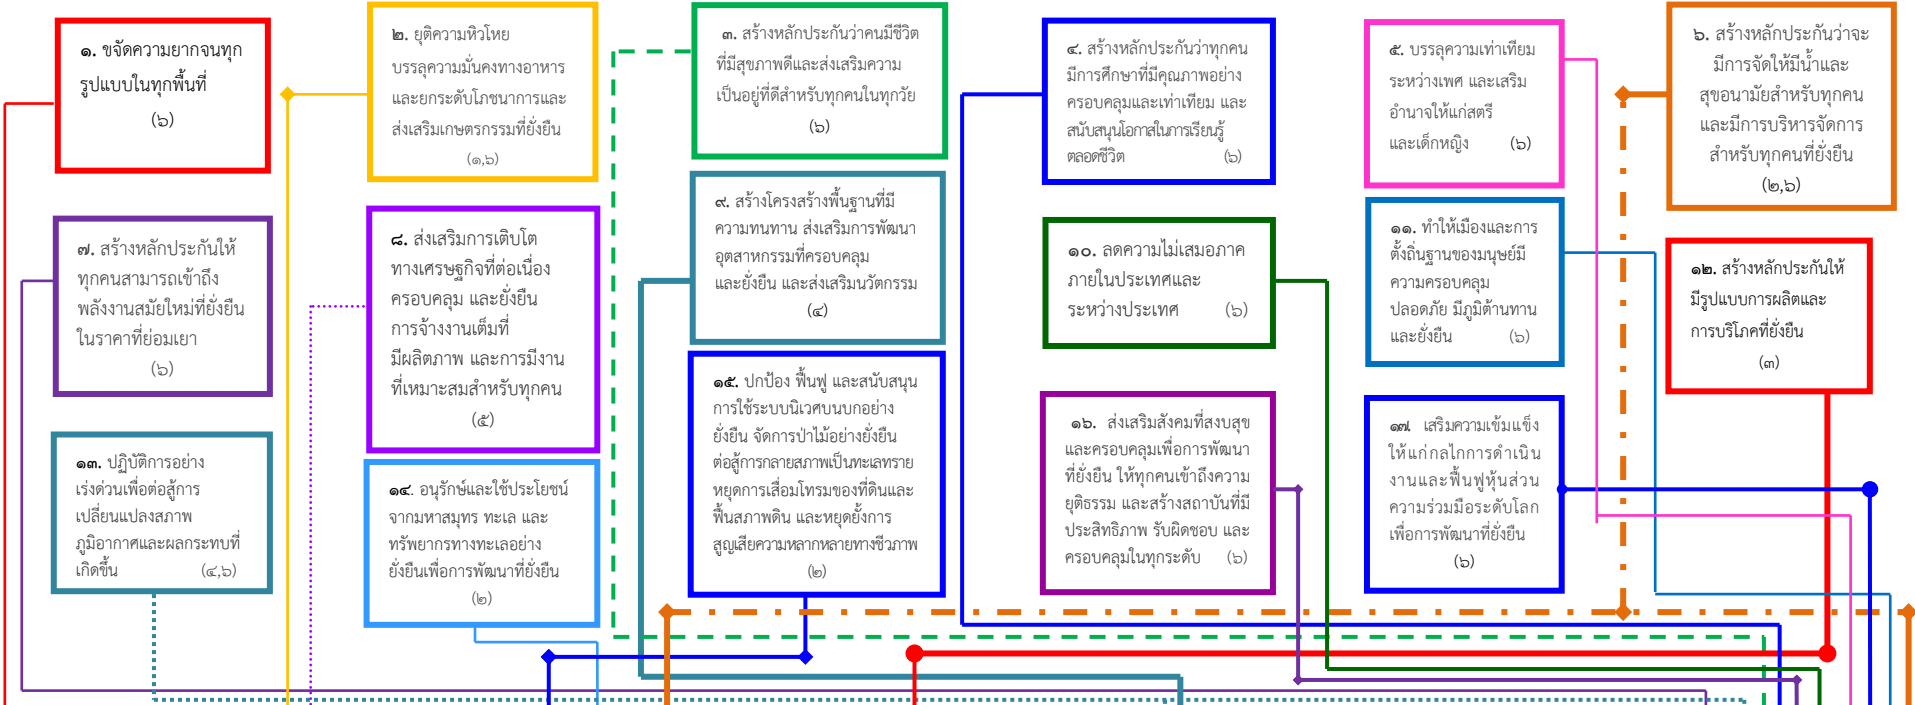 ๑. ขจัดความยากจนทุก
รูปแบบในทุกพื้นที่
(๖)
๒. ยุติความหิวโหย
บรรลุความมั่นคงทางอาหาร
และยกระดับโภชนาการและ
ส่งเสริมเกษตรกรรมที่ยั่งยืน
(๑,๖)
๓. สร้างหลักประกันว่าคนมีชีวิต
ที่มีสุขภาพดีและส่งเสริมความ
เป็นอยู่ที่ดีสำหรับทุกคนในทุกวัย
(๖)
๔. สร้างหลักประกันว่าทุกคน
มีการศึกษาที่มีคุณภาพอย่าง
ครอบคลุมและเท่าเทียม และ
สนับสนุนโอกาสในการเรียนรู้
ตลอดชีวิต (๖)
๕. บรรลุความเท่าเทียม
ระหว่างเพศ และเสริม
อำนาจให้แก่สตรี
และเด็กหญิง (๖)
๖. สร้างหลักประกันว่าจะ
มีการจัดให้มีน้ำและ
สุขอนามัยสำหรับทุกคน
และมีการบริหารจัดการ
สำหรับทุกคนที่ยั่งยืน
(๒,๖)
๗. สร้างหลักประกันให้
ทุกคนสามารถเข้าถึง
พลังงานสมัยใหม่ที่ยั่งยืน
ในราคาที่ย่อมเยา
(๖)
๘. ส่งเสริมการเติบโต
ทางเศรษฐกิจที่ต่อเนื่อง
ครอบคลุม และยั่งยืน
การจ้างงานเต็มที่
มีผลิตภาพ และการมีงาน
ที่เหมาะสมสำหรับทุกคน
(๕)
๙. สร้างโครงสร้างพื้นฐานที่มี
ความทนทาน ส่งเสริมการพัฒนา
อุตสาหกรรมที่ครอบคลุม
และยั่งยืน และส่งเสริมนวัตกรรม
(๔)
๑๐. ลดความไม่เสมอภาค
ภายในประเทศและ
ระหว่างประเทศ (๖)
๑๑. ทำให้เมืองและการ
ตั้งถิ่นฐานของมนุษย์มี
ความครอบคลุม
ปลอดภัย มีภูมิต้านทาน
และยั่งยืน (๖)
๑๒. สร้างหลักประกันให้
มีรูปแบบการผลิตและ
การบริโภคที่ยั่งยืน
(๓)
๑๓. ปฏิบัติการอย่าง
เร่งด่วนเพื่อต่อสู้การ
เปลี่ยนแปลงสภาพ
ภูมิอากาศและผลกระทบที่
เกิดขึ้น (๔,๖)
๑๔. อนุรักษ์และใช้ประโยชน์
จากมหาสมุทร ทะเล และ
ทรัพยากรทางทะเลอย่าง
ยั่งยืนเพื่อการพัฒนาที่ยั่งยืน
(๒)
๑๕. ปกป้อง ฟื้นฟู และสนับสนุน
การใช้ระบบนิเวศบนบกอย่าง
ยั่งยืน จัดการป่าไม้อย่างยั่งยืน
ต่อสู้การกลายสภาพเป็นทะเลทราย
หยุดการเสื่อมโทรมของที่ดินและ
ฟื้นสภาพดิน และหยุดยั้งการ
สูญเสียความหลากหลายทางชีวภาพ
(๒)
๑๖. ส่งเสริมสังคมที่สงบสุข
และครอบคลุมเพื่อการพัฒนา
ที่ยั่งยืน ให้ทุกคนเข้าถึงความ
ยุติธรรม และสร้างสถาบันที่มี
ประสิทธิภาพ รับผิดชอบ และ
ครอบคลุมในทุกระดับ (๖)
๑๗. เสริมความเข้มแข็ง
ให้แก่กลไกการดำเนิน
งานและฟื้นฟูหุ้นส่วน
ความร่วมมือระดับโลก
เพื่อการพัฒนาที่ยั่งยืน
(๖)